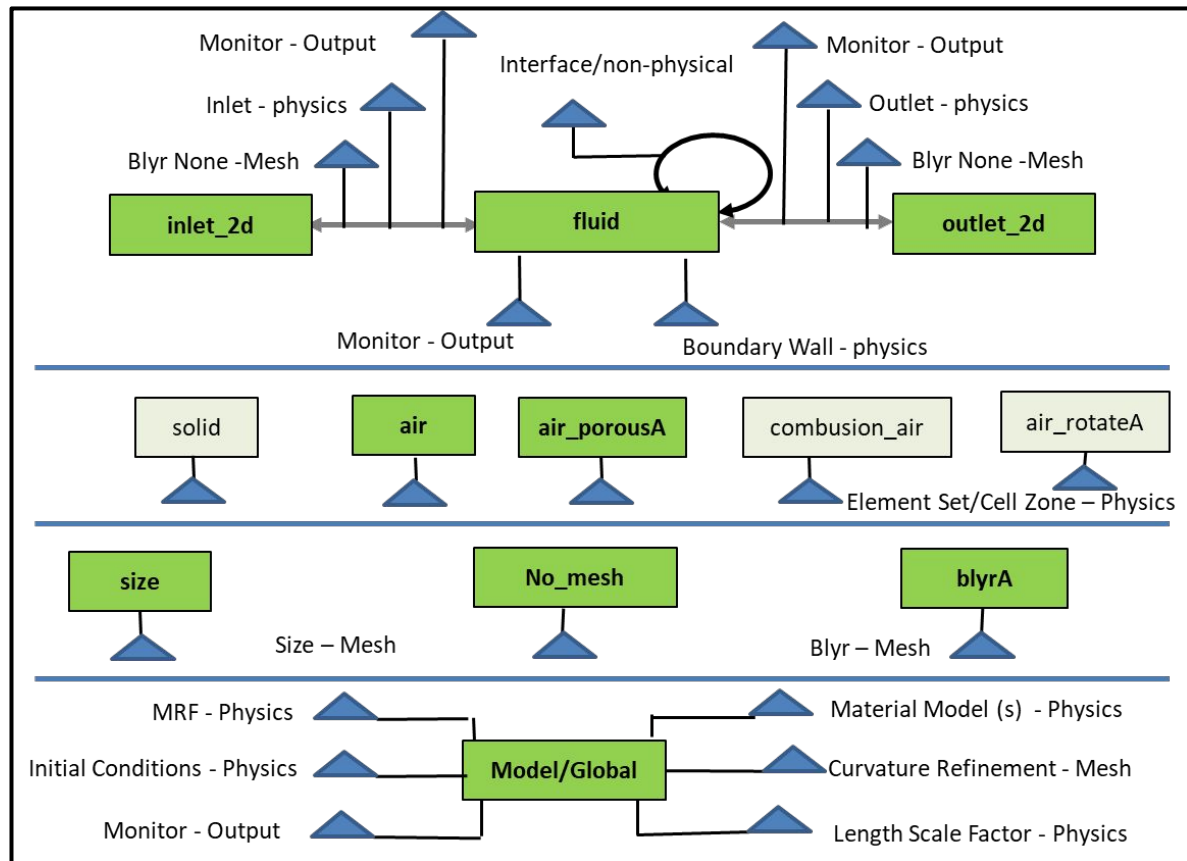 Monitor - Output
Monitor - Output
Interface/non-physical
Inlet - physics
Outlet - physics
Blyr None -Mesh
Blyr None -Mesh
inlet_2d
fluid
outlet_2d
Monitor - Output
Boundary Wall - physics
solid
air
air_porousA
combusion_air
air_rotateA
Element Set/Cell Zone – Physics
size
No_mesh
blyrA
Size – Mesh
Blyr – Mesh
MRF - Physics
Material Model (s)  - Physics
Initial Conditions - Physics
Model/Global
Curvature Refinement - Mesh
Monitor - Output
Length Scale Factor - Physics